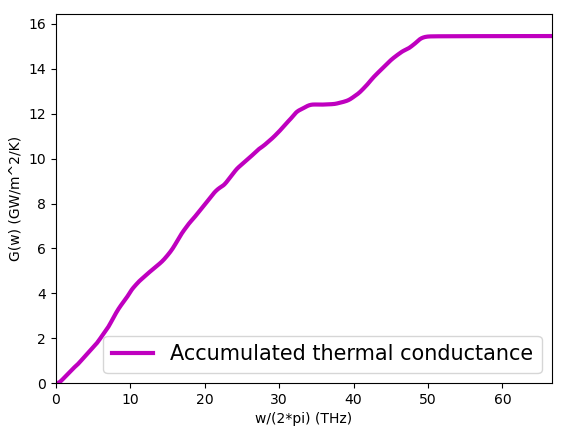 16
14
12
10
8
6
4
2
0
G(w) (GW/m^2/K)
Accumulated thermal conductance
0 10 20 30 40 50 60
w/(2*pi) (THz)